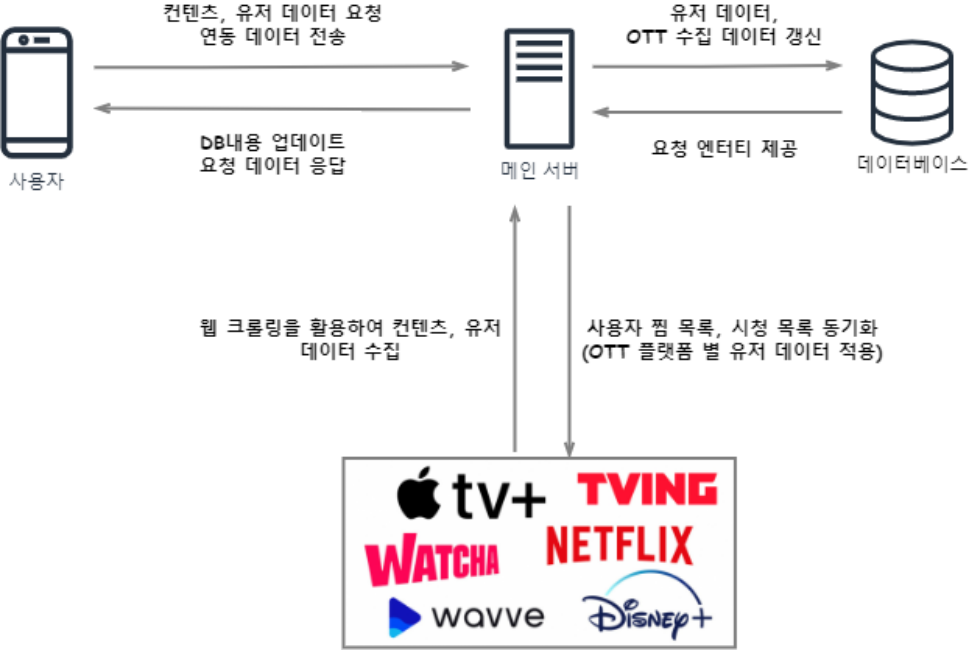 컨텐츠, 유저 데이터 요청
연동 데이터 전송
유저 데이터,
OTT 수집 데이터 갱신
DB내용 업데이트
요청 데이터 응답
요청 엔터티 제공
사용자
메인 서버
데이터베이스
웹 크롤링을 활용하여 컨텐츠, 유저
데이터 수집
사용자 찜 목록, 시청 목록 동기화
(OTT 플랫폼 별 유저 데이터 적용)
tv+
TVING
WATCHA
NETFLIX
wavve
Disney+